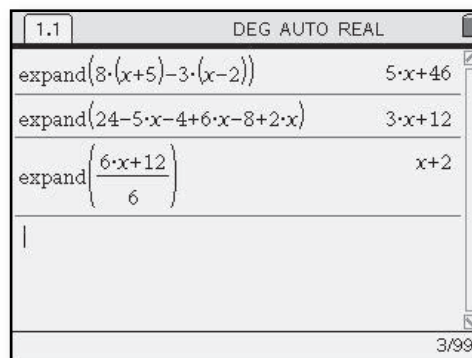 1.1 DEG AUTO REAL
expand(8·(x+5)−3·(x−2)) 5·x+46
expand(24−5·x−4+6·x−8+2·x) 3·x+12
expand((6·x+12)/6) x+2
3/99